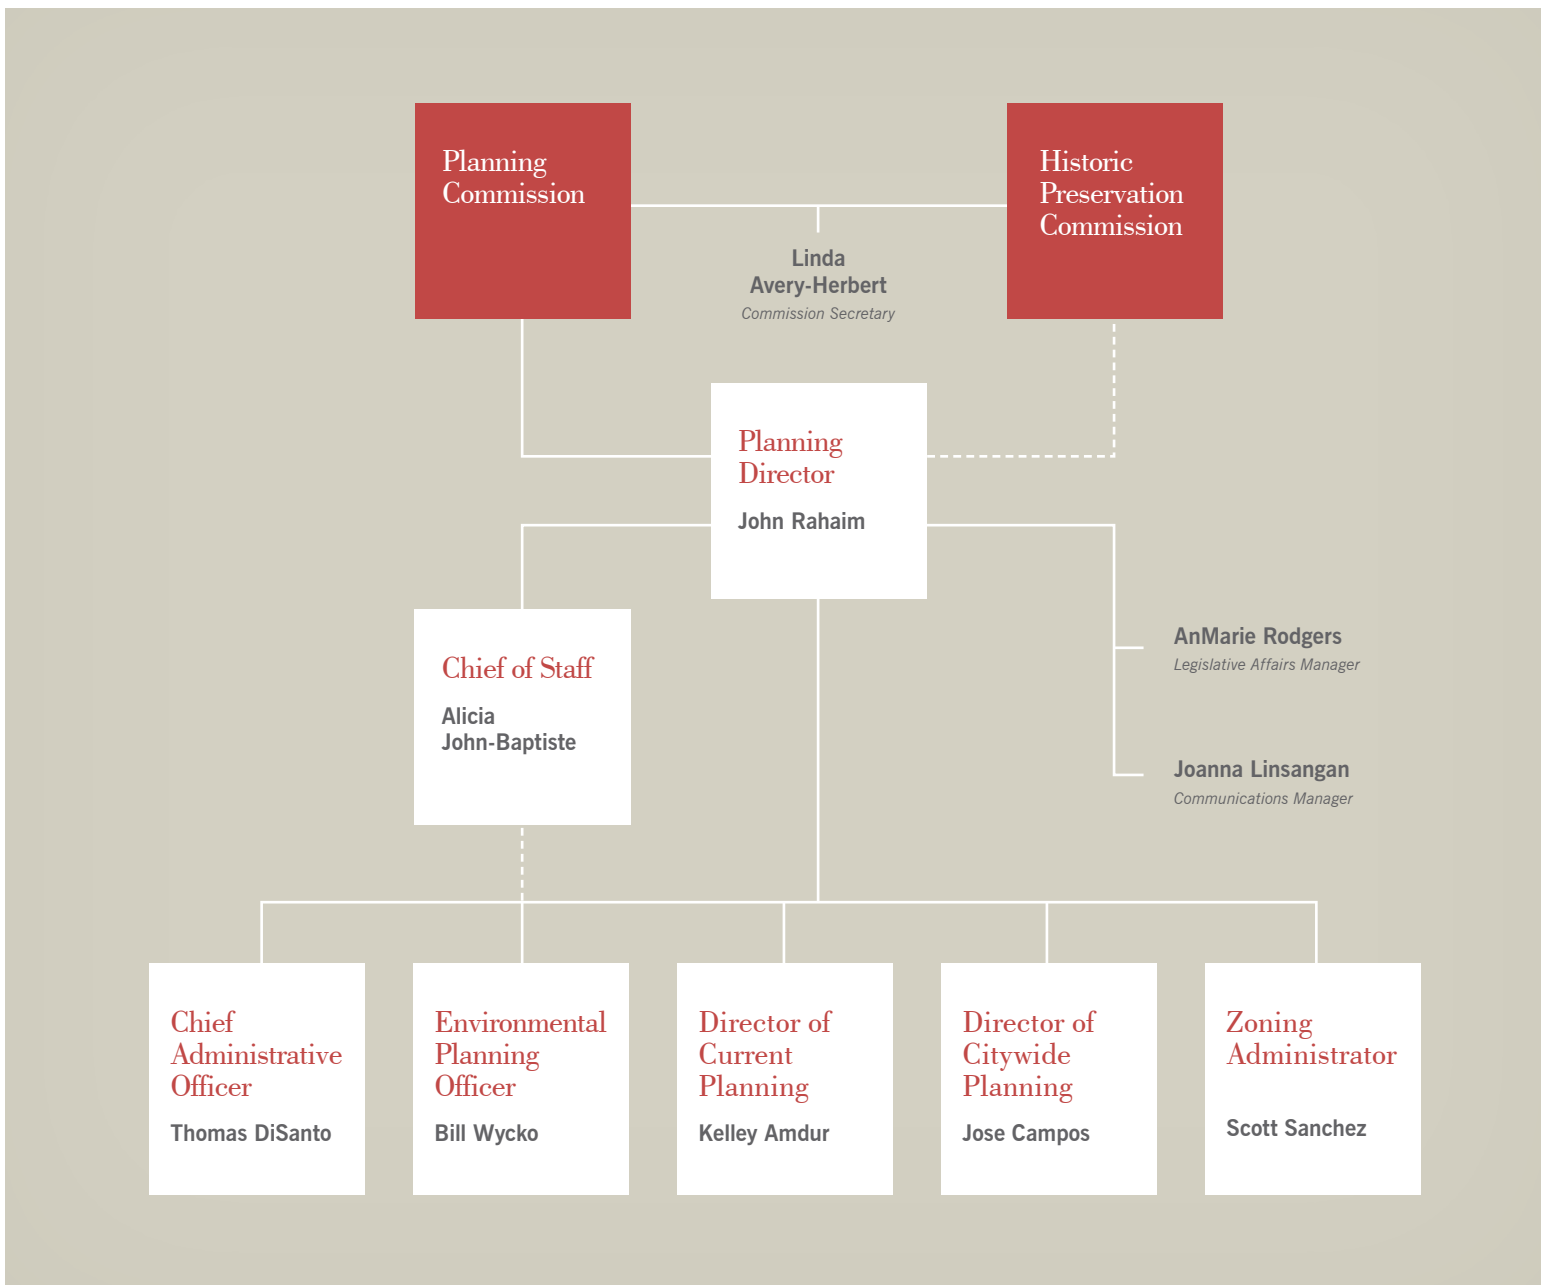 Planning
Commission
Historic
Preservation
Commission
Linda
Avery-Herbert
Commission Secretary
Planning
Director
John Rahaim
Chief of Staff
Alicia
John-Baptiste
AnMarie Rodgers
Legislative Affairs Manager
Joanna Linsangan
Communications Manager
Chief
Administrative
Officer
Thomas DiSanto
Environmental
Planning
Officer
Bill Wycko
Director of
Current
Planning
Kelley Amdur
Director of
Citywide
Planning
Jose Campos
Zoning
Administrator
Scott Sanchez